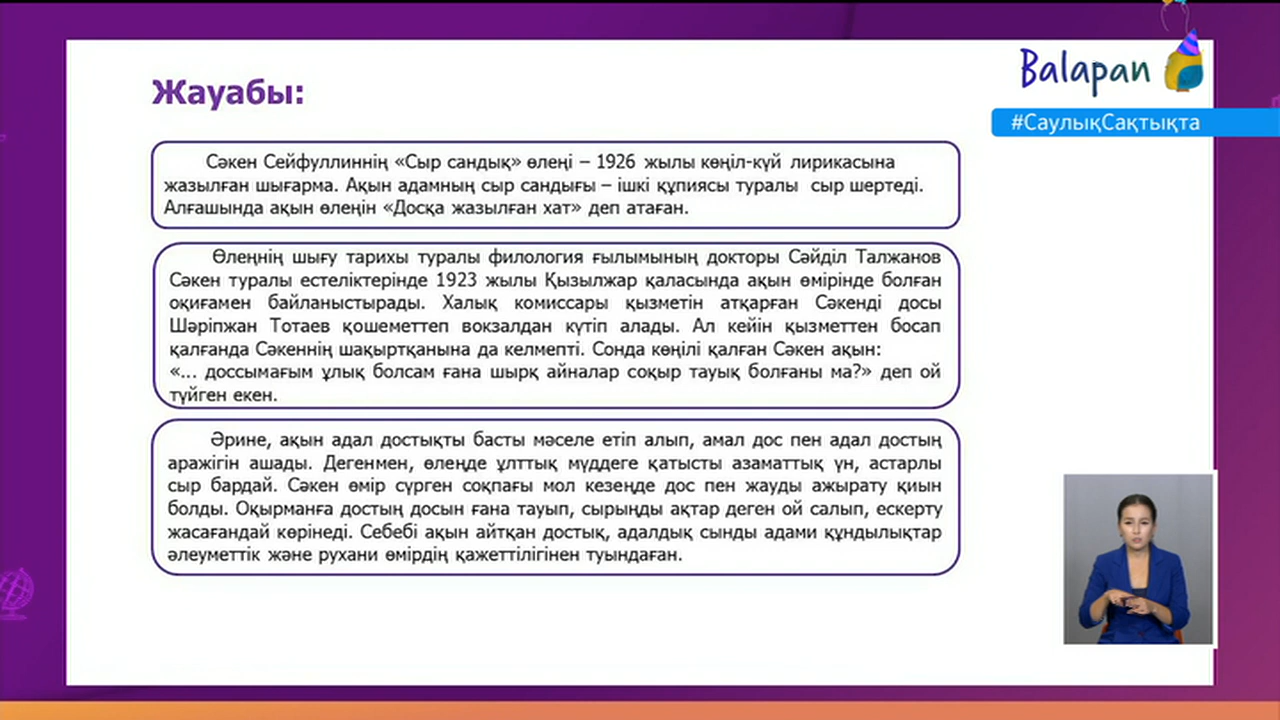 Balapan
#СаулықСақтықта
Жауабы:
Сәкен Сейфуллиннің «Сыр сандық» өлеңі – 1926 жылы көңіл-күй лирикасына
жазылған шығарма. Ақын адамның сыр сандығы – ішкі құпиясы туралы сыр шертеді.
Алғашында ақын өлеңін «Досқа жазылған хат» деп атаған.
Өлеңнің шығу тарихы туралы филология ғылымының докторы Сәйділ Талжанов
Сәкен туралы естеліктерінде 1923 жылы Қызылжар қаласында ақын өмірінде болған
оқиғамен байланыстырады. Халық комиссары қызметін атқарған Сәкенді досы
Шәріпжан Тотаев қошеметтеп вокзалдан күтіп алады. Ал кейін қызметтен босап
қалғанда Сәкеннің шақыртқанына да келмепті. Сонда көңілі қалған Сәкен ақын:
«... доссымағым ұлық болсам ғана шырқ айналар соқыр тауық болғаны ма?» деп ой
түйген екен.
Әрине, ақын адал достықты басты мәселе етіп алып, амал дос пен адал достың
аражігін ашады. Дегенмен, өлеңде ұлттық мүддеге қатысты азаматтық үн, астарлы
сыр бардай. Сәкен өмір сүрген соқпағы мол кезеңде дос пен жауды ажырату қиын
болды. Оқырманға достың досын ғана тауып, сырыңды ақтар деген ой салып, ескерту
жасағандай көрінеді. Себебі ақын айтқан достық, адалдық сынды адами құндылықтар
әлеуметтік және рухани өмірдің қажеттілігінен туындаған.